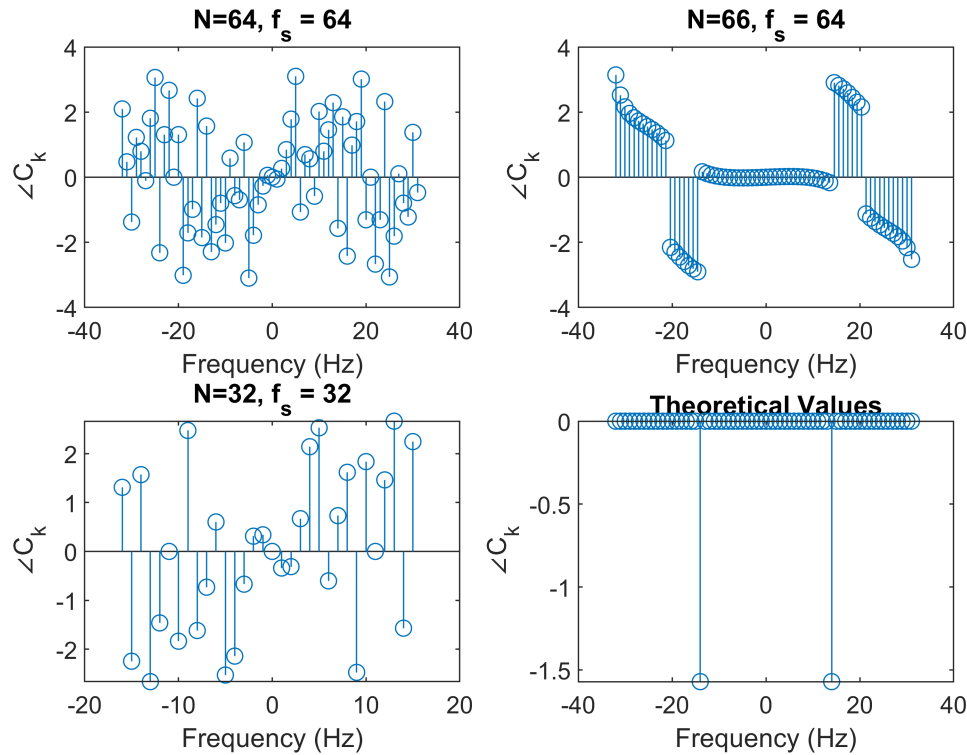 N=64, f_s = 64
4
2
0
-2
-4
∠C_k
-40 -20 0 20 40
Frequency (Hz)
N=66, f_s = 64
4
2
0
-2
-4
∠C_k
-40 -20 0 20 40
Frequency (Hz)
N=32, f_s = 32
2
1
0
-1
-2
∠C_k
-20 -10 0 10 20
Frequency (Hz)
Theoretical Values
0
-0.5
-1
-1.5
∠C_k
-40 -20 0 20 40
Frequency (Hz)